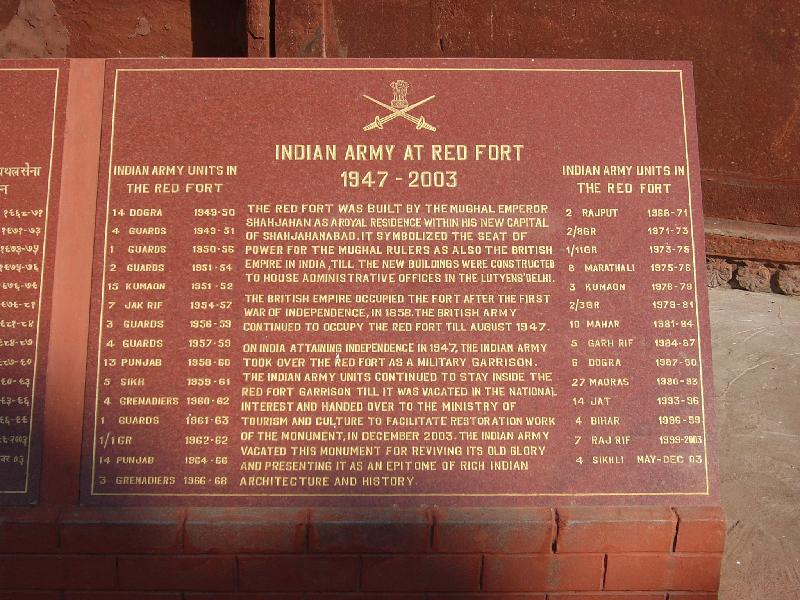 INDIAN ARMY AT RED FORT
1947 - 2003
INDIAN ARMY UNITS IN
THE RED FORT
14 DOGRA 1949-50
4 GUARDS 1949-51
1 GUARDS 1950-56
2 GUARDS 1951-54
15 KUMAON 1951-52
7 JAK RIF 1954-57
3 GUARDS 1956-59
4 GUARDS 1957-59
13 PUNJAB 1958-60
5 SIKH 1959-61
4 GRENADIERS 1960-62
1 GUARDS 1961-63
1/1 GR 1962-62
14 PUNJAB 1964-66
3 GRENADIERS 1966-68
THE RED FORT WAS BUILT BY THE MUGHAL EMPEROR
SHAHJAHAN AS AROYAL RESIDENCE WITHIN HIS NEW CAPITAL
OF SHAHJAHANABAD. IT SYMBOLIZED THE SEAT OF
POWER FOR THE MUGHAL RULERS AS ALSO THE BRITISH
EMPIRE IN INDIA, TILL THE NEW BUILDINGS WERE CONSTRUCTED
TO HOUSE ADMINISTRATIVE OFFICES IN THE LUTYENS' DELHI.
THE BRITISH EMPIRE OCCUPIED THE FORT AFTER THE FIRST
WAR OF INDEPENDENCE, IN 1858. THE BRITISH ARMY
CONTINUED TO OCCUPY THE RED FORT TILL AUGUST 1947.
ON INDIA ATTAINING INDEPENDENCE IN 1947, THE INDIAN ARMY
TOOK OVER THE RED FORT AS A MILITARY GARRISON.
THE INDIAN ARMY UNITS CONTINUED TO STAY INSIDE THE
RED FORT GARRISON TILL IT WAS VACATED IN THE NATIONAL
INTEREST AND HANDED OVER TO THE MINISTRY OF
TOURISM AND CULTURE TO FACILITATE RESTORATION WORK
OF THE MONUMENT, IN DECEMBER 2003. THE INDIAN ARMY
VACATED THIS MONUMENT FOR REVIVING ITS OLD GLORY
AND PRESENTING IT AS AN EPITOME OF RICH INDIAN
ARCHITECTURE AND HISTORY.
INDIAN ARMY UNITS IN
THE RED FORT
2 RAJPUT 1968-71
2/8GR 1971-73
1/11GR 1973-75
8 MARATHALI 1975-76
3 KUMAON 1976-79
2/3GR 1979-81
10 MAHAR 1981-84
5 GARH RIF 1984-87
6 DOGRA 1987-90
27 MADRAS 1990-93
14 JAT 1993-96
4 BIHAR 1996-99
7 RAJ RIF 1999-2003
4 SIKHLI MAY-DEC 03